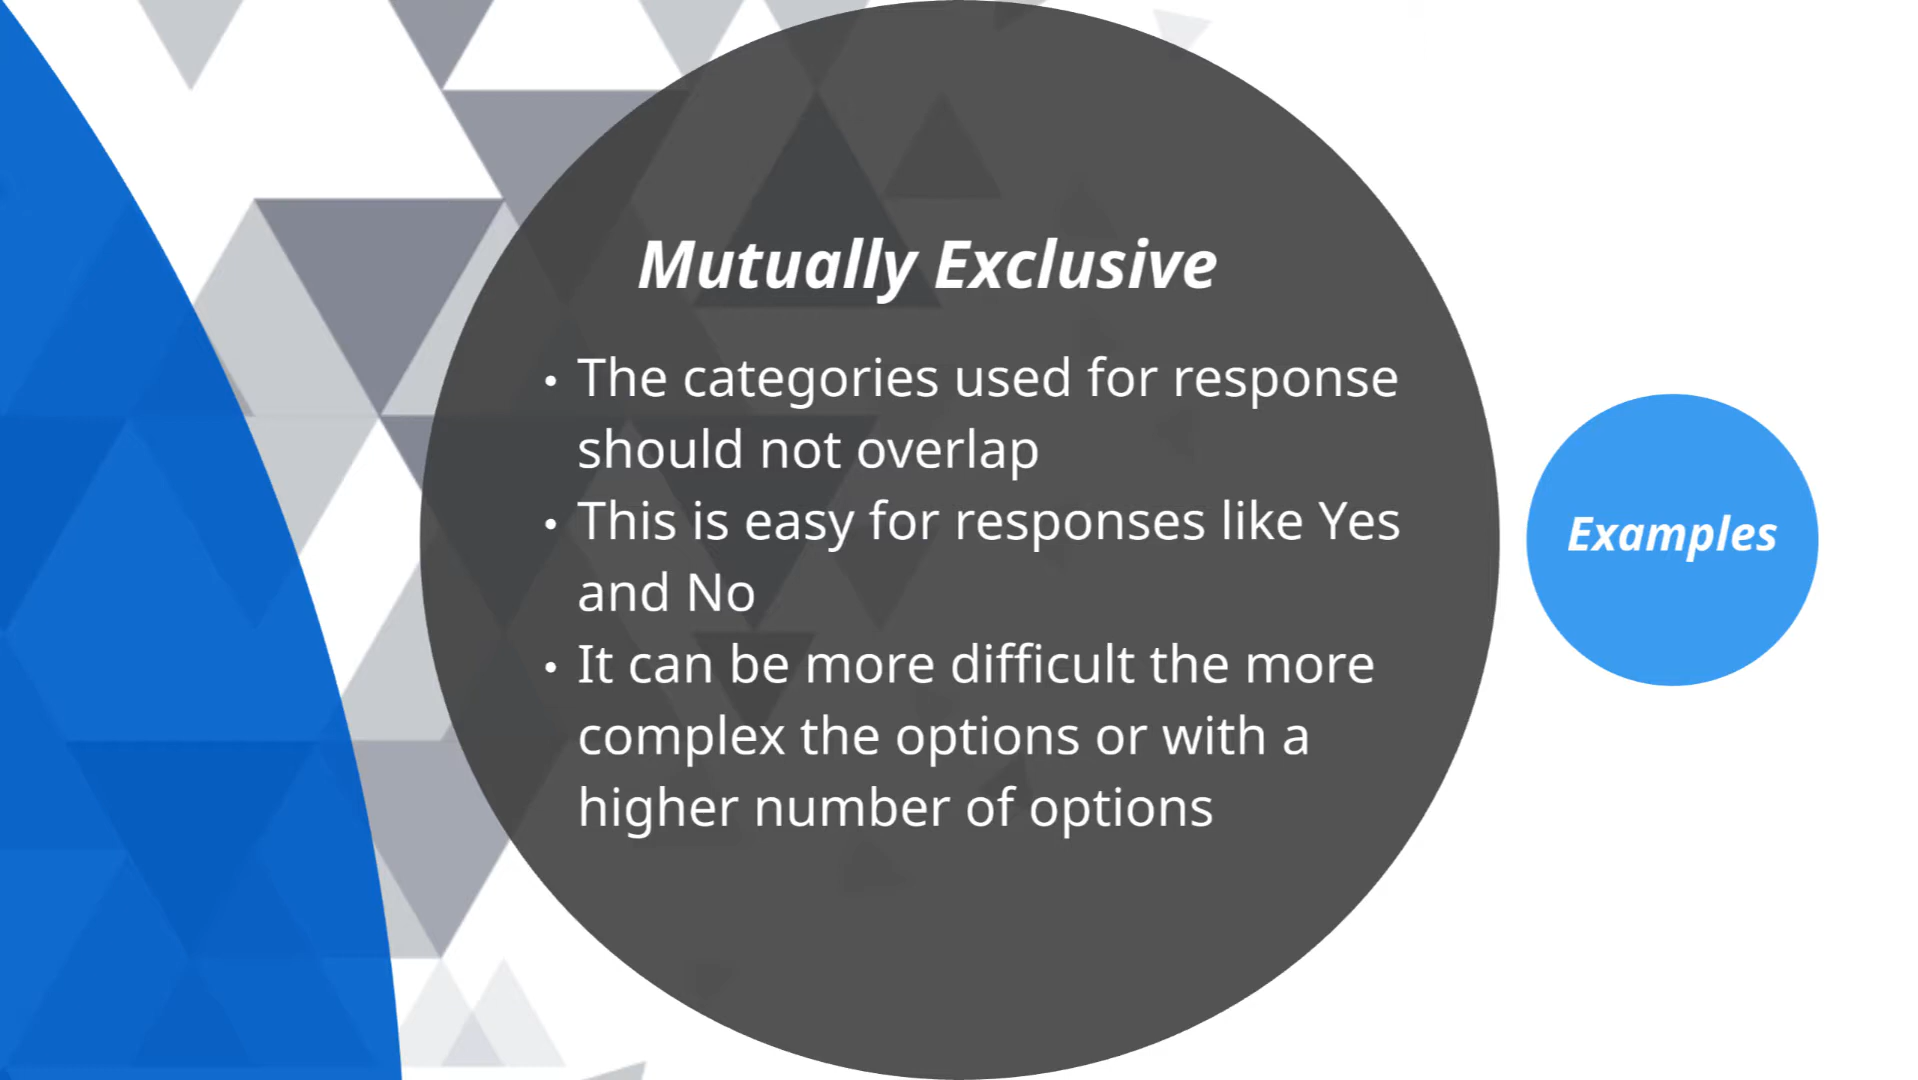 Mutually Exclusive
• The categories used for response
should not overlap
• This is easy for responses like Yes
and No
• It can be more difficult the more
complex the options or with a
higher number of options
Examples